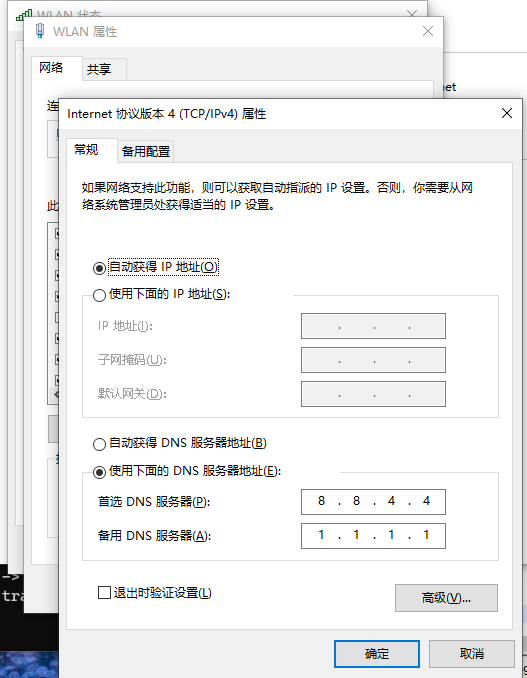 WLAN 状态
WLAN 属性
网络
共享
Internet 协议版本 4 (TCP/IPv4) 属性
常规
备用配置
如果网络支持此功能，则可以获取自动指派的 IP 设置。否则，你需要从网
络系统管理员处获得适当的 IP 设置。
自动获得 IP 地址(O)
使用下面的 IP 地址(S):
IP 地址(I):
子网掩码(U):
默认网关(D):
自动获得 DNS 服务器地址(B)
使用下面的 DNS 服务器地址(E):
首选 DNS 服务器(P):
8 . 8 . 4 . 4
备用 DNS 服务器(A):
1 . 1 . 1 . 1
退出时验证设置(L)
高级(V)...
->
tra
确定
取消